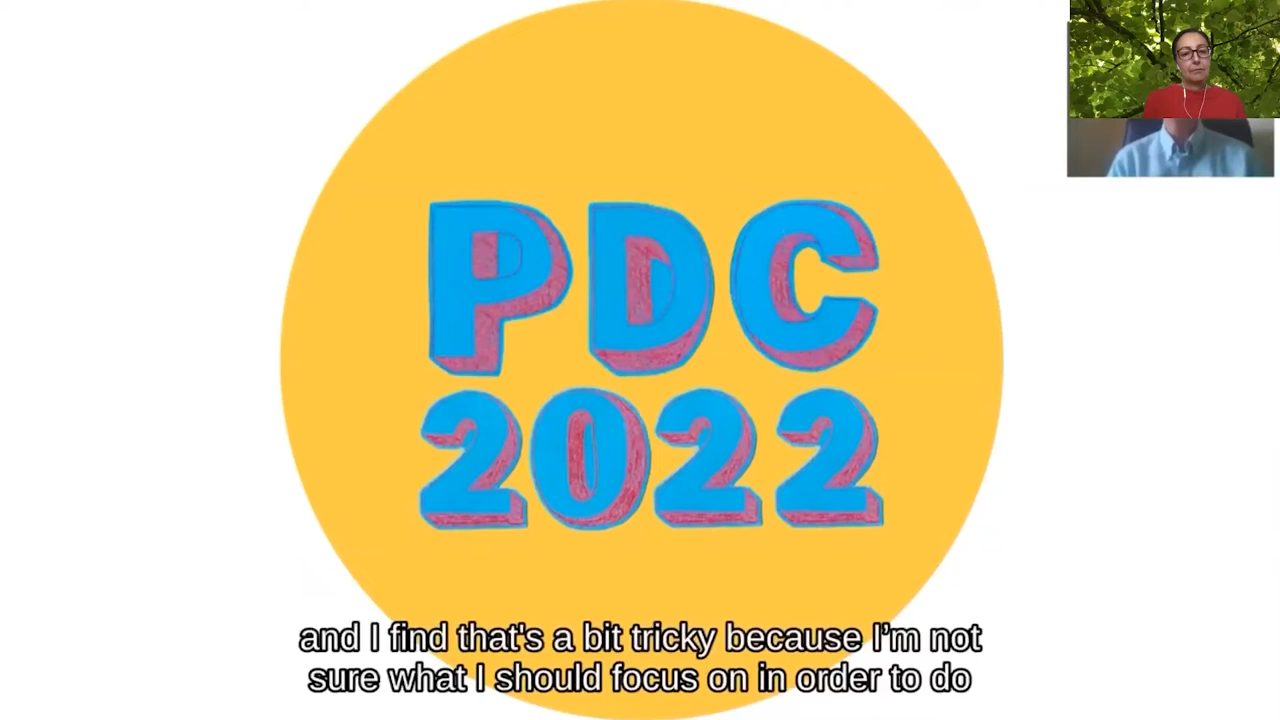 PDC
2022
and I find that's a bit tricky because I'm not
sure what I should focus on in order to do